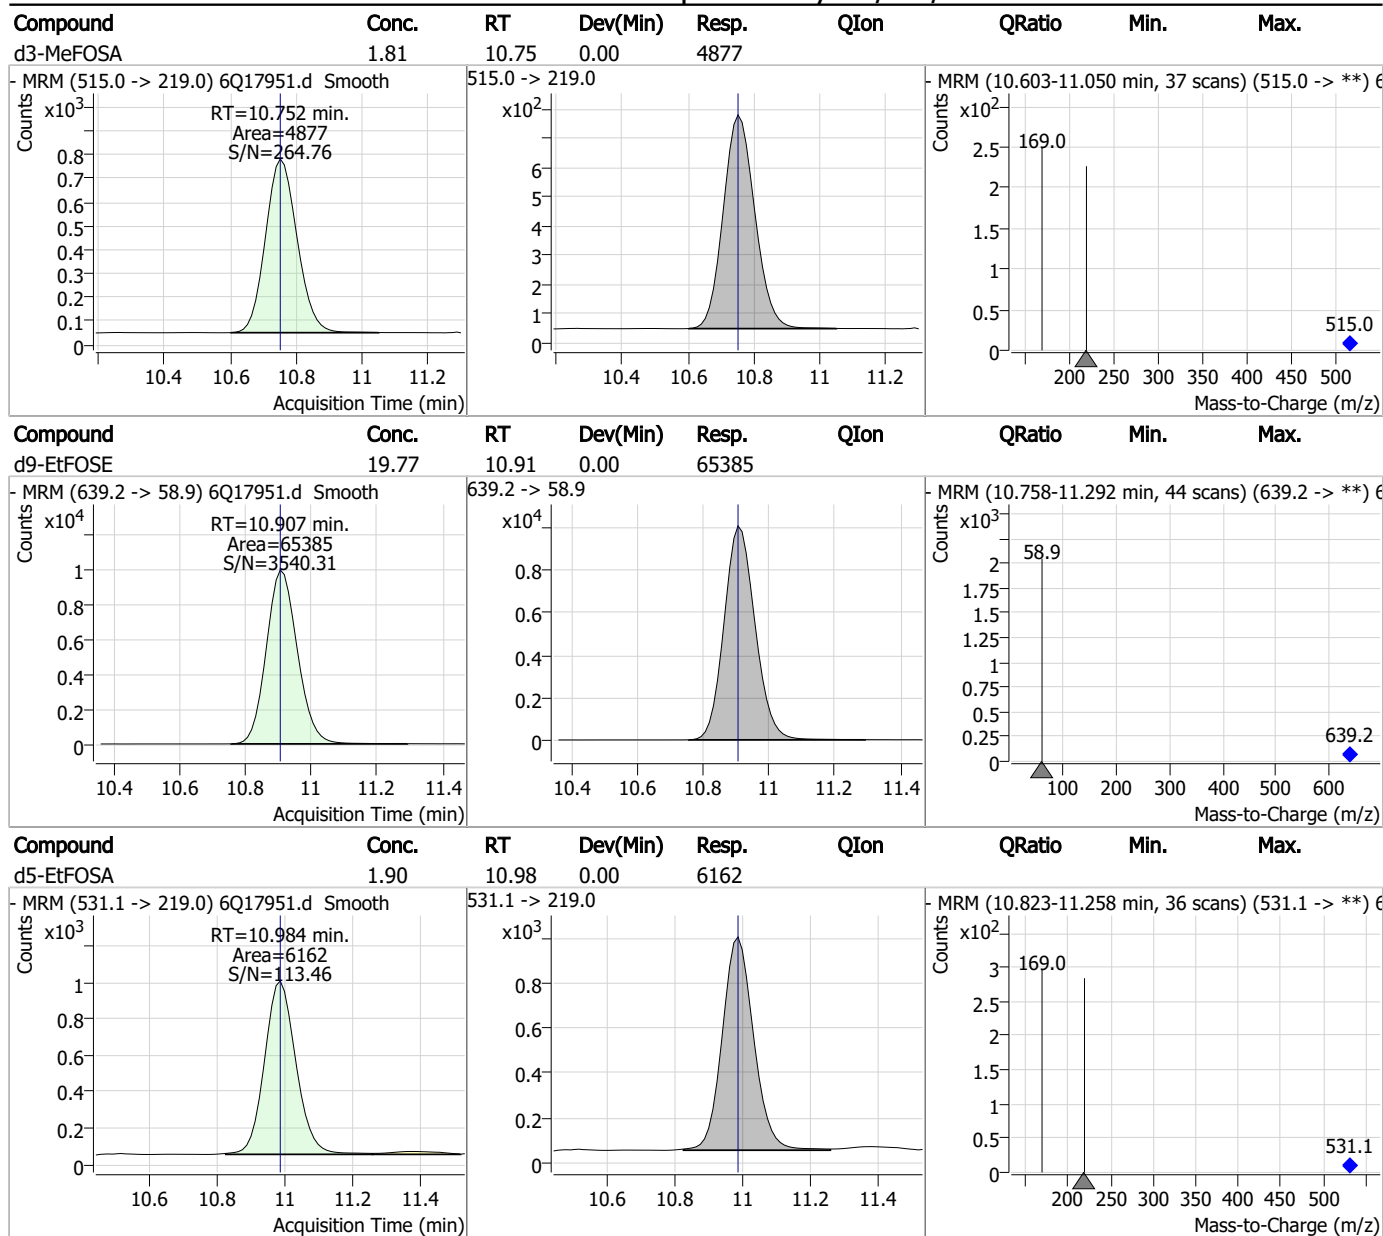 Compound Conc. RT Dev(Min) Resp. QIon QRatio Min. Max.
d3-MeFOSA 1.81 10.75 0.00 4877
- MRM (515.0 -> 219.0) 6Q17951.d Smooth
515.0 -> 219.0
- MRM (10.603-11.050 min, 37 scans) (515.0 -> **)
Counts
x10³
RT=10.752 min.
Area=4877
S/N=264.76
0.8
0.7
0.6
0.5
0.4
0.3
0.2
0.1
0
10.4 10.6 10.8 11 11.2
Acquisition Time (min)
x10²
6
5
4
3
2
1
0
10.4 10.6 10.8 11 11.2
Counts
x10²
169.0
2.5
2
1.5
1
0.5
0
515.0
200 250 300 350 400 450 500
Mass-to-Charge (m/z)
Compound Conc. RT Dev(Min) Resp. QIon QRatio Min. Max.
d9-EtFOSE 19.77 10.91 0.00 65385
- MRM (639.2 -> 58.9) 6Q17951.d Smooth
639.2 -> 58.9
- MRM (10.758-11.292 min, 44 scans) (639.2 -> **)
Counts
x10⁴
RT=10.907 min.
Area=65385
S/N=3540.31
1
0.8
0.6
0.4
0.2
0
10.4 10.6 10.8 11 11.2 11.4
Acquisition Time (min)
x10⁴
0.8
0.6
0.4
0.2
0
10.4 10.6 10.8 11 11.2 11.4
Counts
x10³
58.9
2
1.75
1.5
1.25
1
0.75
0.5
0.25
0
639.2
100 200 300 400 500 600
Mass-to-Charge (m/z)
Compound Conc. RT Dev(Min) Resp. QIon QRatio Min. Max.
d5-EtFOSA 1.90 10.98 0.00 6162
- MRM (531.1 -> 219.0) 6Q17951.d Smooth
531.1 -> 219.0
- MRM (10.823-11.258 min, 36 scans) (531.1 -> **)
Counts
x10³
RT=10.984 min.
Area=6162
S/N=113.46
1
0.8
0.6
0.4
0.2
0
10.6 10.8 11 11.2 11.4
Acquisition Time (min)
x10³
0.8
0.6
0.4
0.2
0
10.6 10.8 11 11.2 11.4
Counts
x10²
169.0
3
2.5
2
1.5
1
0.5
0
531.1
200 250 300 350 400 450 500
Mass-to-Charge (m/z)